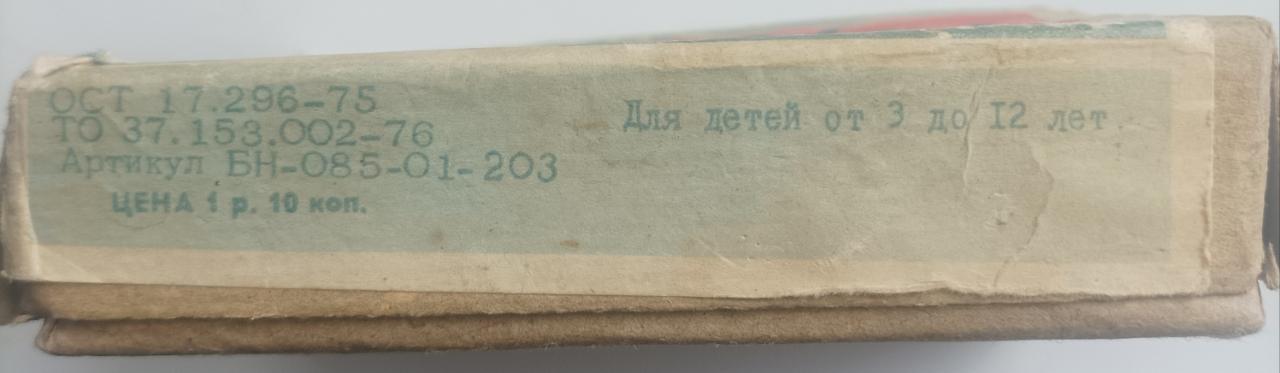 ОСТ 17.296-75
ТО 37.153.002-76
Артикул БН-085-01-203
ЦЕНА 1 р. 10 коп.
Для детей от 3 до I2 лет